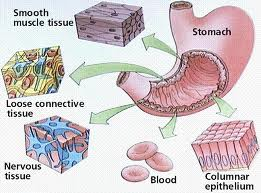 Smooth
muscle tissue
Stomach
Loose connective
tissue
Nervous
tissue
Blood
Columnar
epithelium